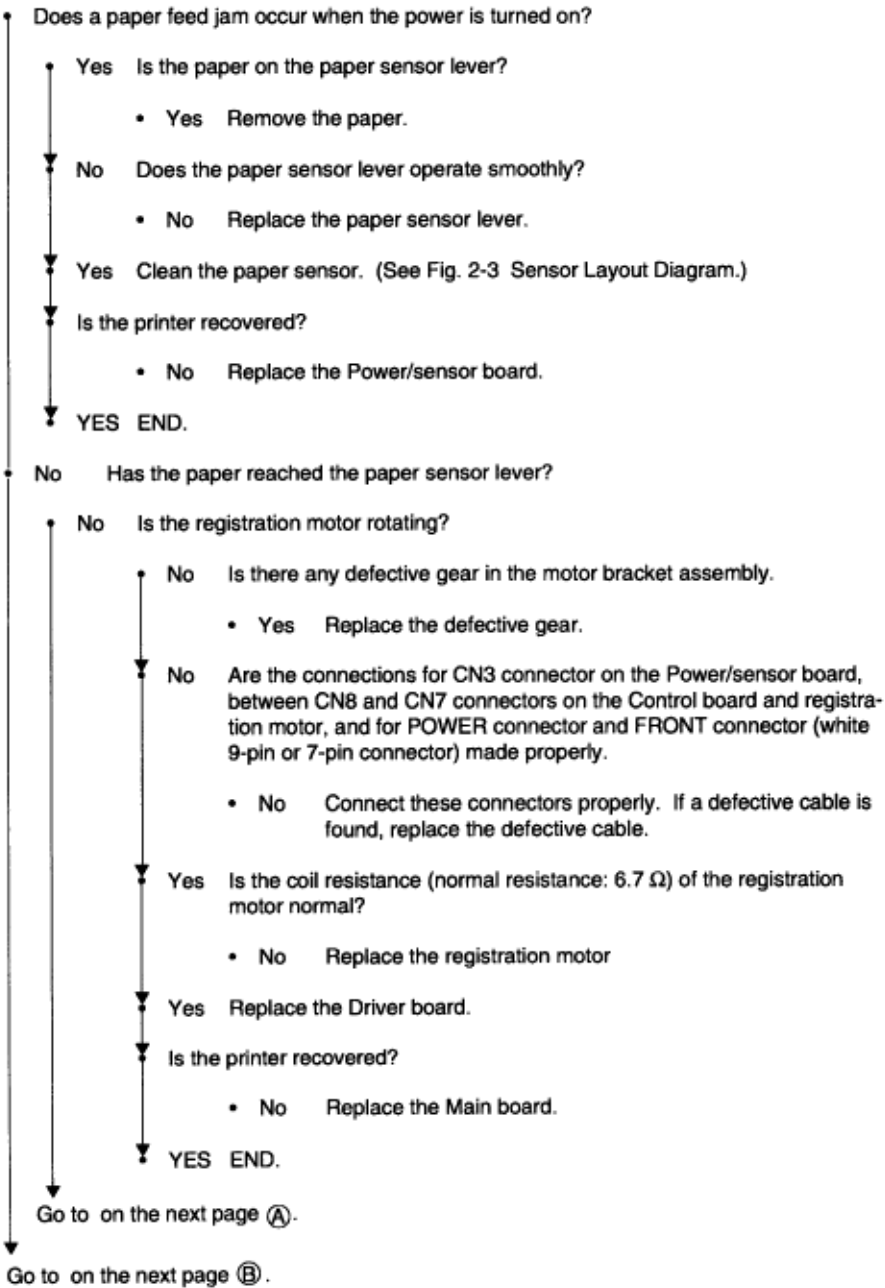 • Does a paper feed jam occur when the power is turned on?
• Yes Is the paper on the paper sensor lever?
• Yes Remove the paper.
No Does the paper sensor lever operate smoothly?
• No Replace the paper sensor lever.
Yes Clean the paper sensor. (See Fig. 2-3 Sensor Layout Diagram.)
Is the printer recovered?
• No Replace the Power/sensor board.
YES END.
• No Has the paper reached the paper sensor lever?
• No Is the registration motor rotating?
• No Is there any defective gear in the motor bracket assembly.
• Yes Replace the defective gear.
No Are the connections for CN3 connector on the Power/sensor board,
between CN8 and CN7 connectors on the Control board and registra-
tion motor, and for POWER connector and FRONT connector (white
9-pin or 7-pin connector) made properly.
• No Connect these connectors properly. If a defective cable is
found, replace the defective cable.
Yes Is the coil resistance (normal resistance: 6.7 Ω) of the registration
motor normal?
• No Replace the registration motor
Yes Replace the Driver board.
Is the printer recovered?
• No Replace the Main board.
YES END.
Go to on the next page Ⓐ.
Go to on the next page Ⓑ.